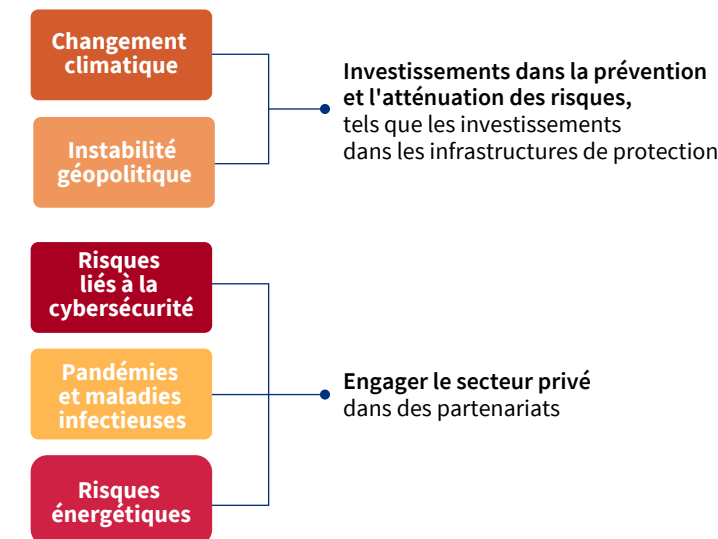 Changement
climatique
Instabilité
géopolitique
Investissements dans la prévention
et l'atténuation des risques,
tels que les investissements
dans les infrastructures de protection
Risques
liés à la
cybersécurité
Pandémies
et maladies
infectieuses
Risques
énergétiques
Engager le secteur privé
dans des partenariats